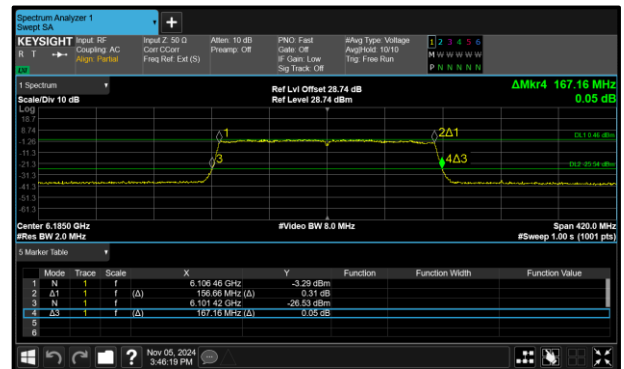 Spectrum Analyzer 1
Swept SA
+
KEYSIGHT Input: RF Input Z: 50 Ω Atten: 10 dB PNO: Fast #Avg Type: Voltage 1 2 3 4 5 6
R T Coupling: AC Corr CCorr Preamp: Off Gate: Off Avg|Hold: 10/10 M W W W W W
Align: Partial Freq Ref: Ext (S) IF Gain: Low Trig: Free Run P N N N N N
Sig Track: Off
1 Spectrum Ref Lvl Offset 28.74 dB ΔMkr4 167.16 MHz
Scale/Div 10 dB Ref Level 28.74 dBm 0.05 dB
Log
18.7
8.74 1 2Δ1
-1.26 DL1 0.46 dBm
-11.3
-21.3 3 4Δ3 DL2 -25.54 dBm
-31.3
-41.3
-51.3
-61.3
Center 6.1850 GHz #Video BW 8.0 MHz Span 420.0 MHz
#Res BW 2.0 MHz #Sweep 1.00 s (1001 pts)
5 Marker Table
Mode Trace Scale X Y Function Function Width Function Value
1 N 1 f 6.106 46 GHz -3.29 dBm
2 Δ1 1 f (Δ) 156.66 MHz (Δ) 0.31 dB
3 N 1 f 6.101 42 GHz -26.53 dBm
4 Δ3 1 f (Δ) 167.16 MHz (Δ) 0.05 dB
5
6
? Nov 05, 2024
3:46:19 PM